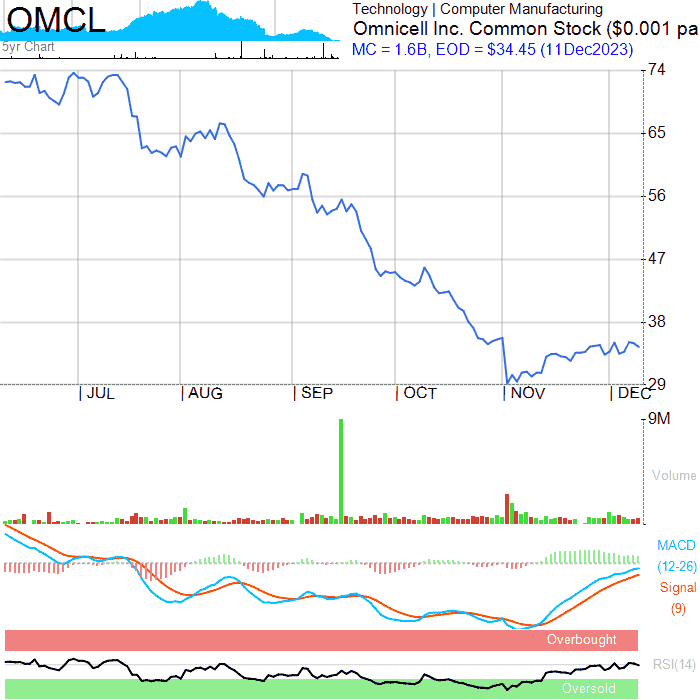 OMCL
5yr Chart
Technology | Computer Manufacturing
Omnicell Inc. Common Stock ($0.001 pa
MC = 1.6B, EOD = $34.45 (11Dec2023)
74
65
56
47
38
29
JUL AUG SEP OCT NOV DEC
9M
Volume
MACD
(12-26)
Signal
(9)
Overbought
RSI(14)
Oversold